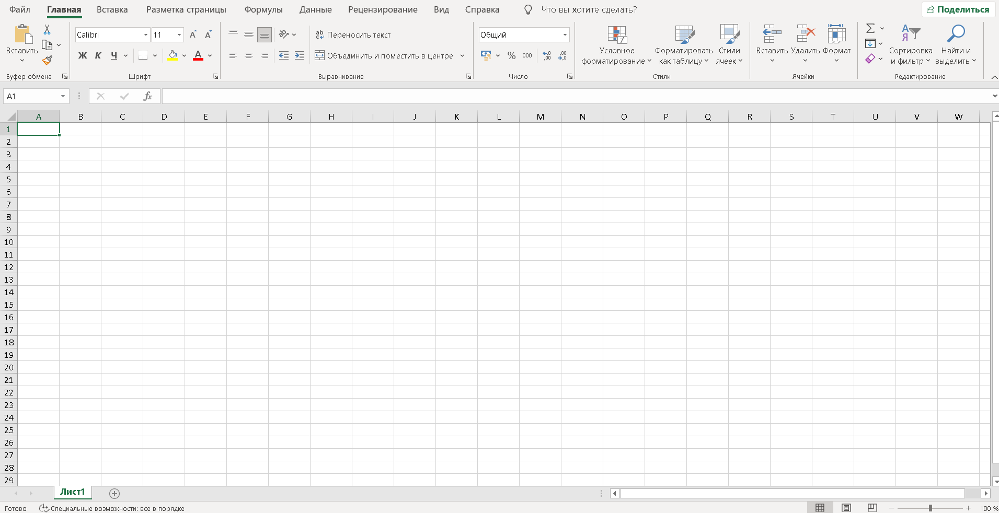 Файл Главная Вставка Разметка страницы Формулы Данные Рецензирование Вид Справка Что вы хотите сделать? Поделиться
Вставить
Буфер обмена
Calibri 11
Ж К Ч А
Шрифт
Переносить текст
Объединить и поместить в центре
Выравнивание
Общий
% 000
Число
Условное форматирование
Форматировать как таблицу
Стили ячеек
Стили
Вставить Удалить Формат
Ячейки
Сортировка и фильтр
Найти и выделить
Редактирование
A1 fx
A B C D E F G H I J K L M N O P Q R S T U V W
1
2
3
4
5
6
7
8
9
10
11
12
13
14
15
16
17
18
19
20
21
22
23
24
25
26
27
28
29
Лист1
Готово Специальные возможности: все в порядке 100 %